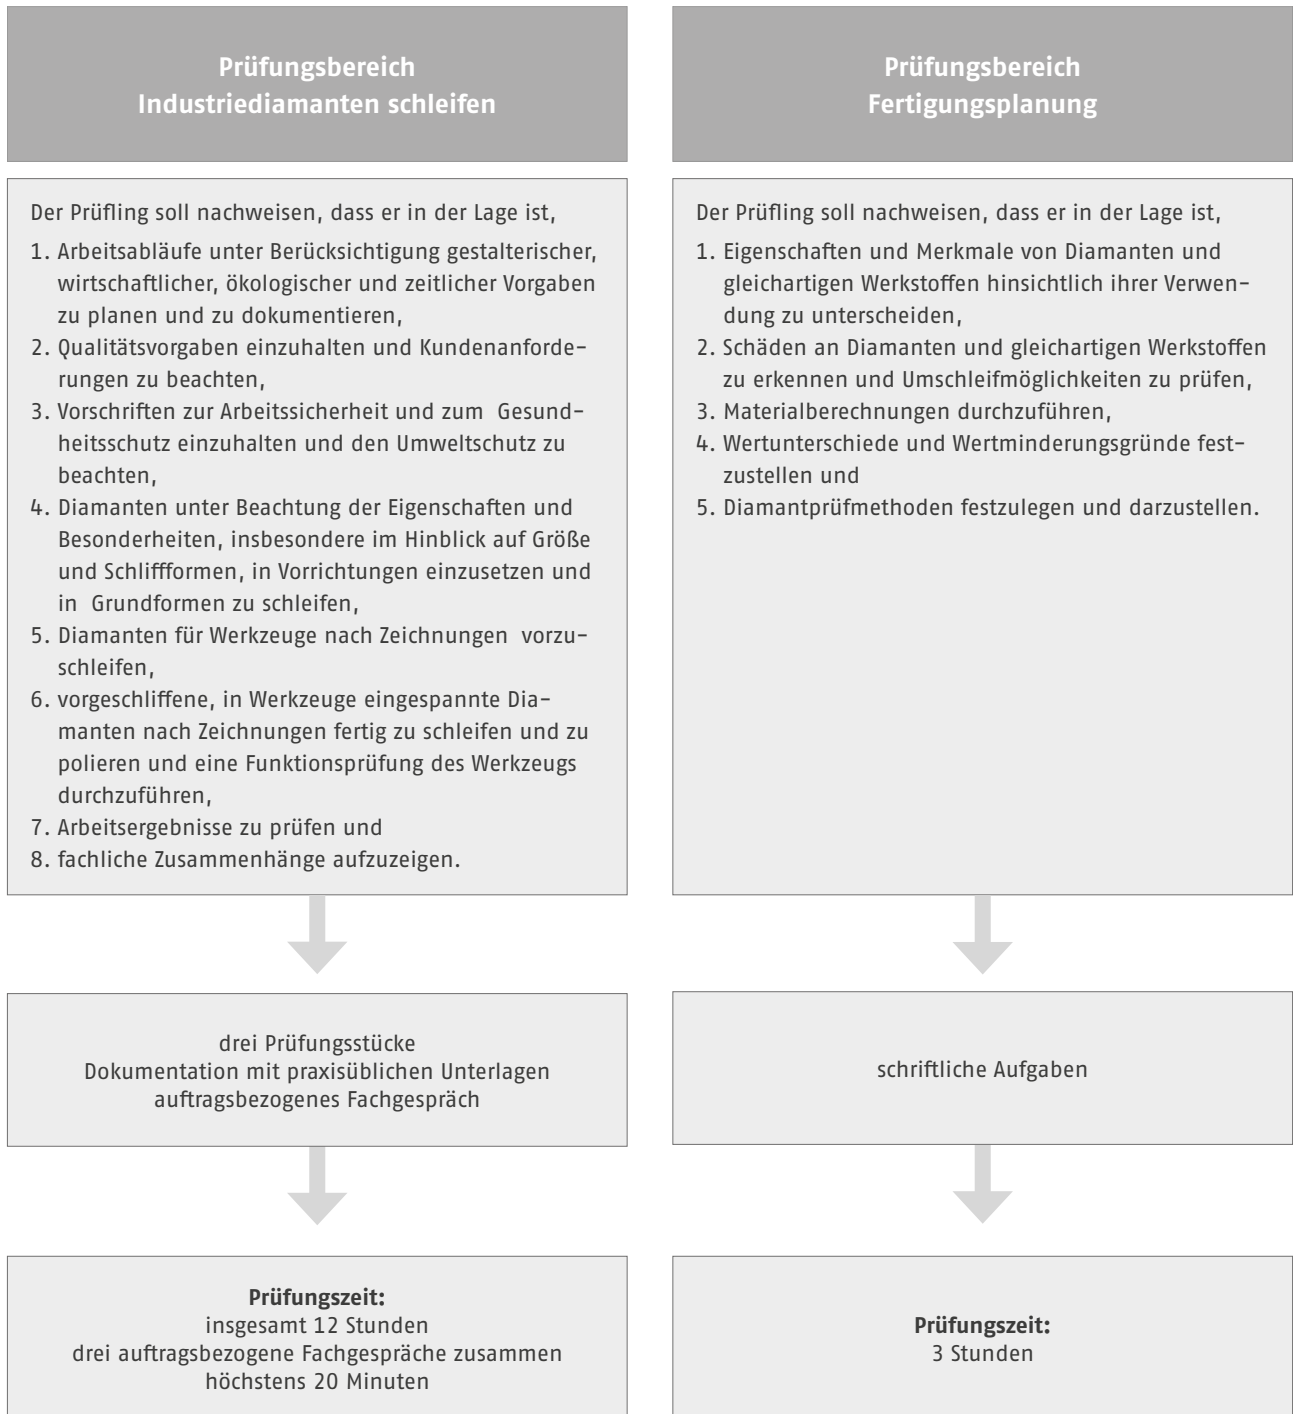 Prüfungsbereich
Industriediamanten schleifen
Der Prüfling soll nachweisen, dass er in der Lage ist,
1. Arbeitsabläufe unter Berücksichtigung gestalterischer,
wirtschaftlicher, ökologischer und zeitlicher Vorgaben
zu planen und zu dokumentieren,
2. Qualitätsvorgaben einzuhalten und Kundenanforde-
rungen zu beachten,
3. Vorschriften zur Arbeitssicherheit und zum Gesund-
heitsschutz einzuhalten und den Umweltschutz zu
beachten,
4. Diamanten unter Beachtung der Eigenschaften und
Besonderheiten, insbesondere im Hinblick auf Größe
und Schliffformen, in Vorrichtungen einzusetzen und
in Grundformen zu schleifen,
5. Diamanten für Werkzeuge nach Zeichnungen vorzu-
schleifen,
6. vorgeschliffene, in Werkzeuge eingespannte Dia-
manten nach Zeichnungen fertig zu schleifen und zu
polieren und eine Funktionsprüfung des Werkzeugs
durchzuführen,
7. Arbeitsergebnisse zu prüfen und
8. fachliche Zusammenhänge aufzuzeigen.
drei Prüfungsstücke
Dokumentation mit praxisüblichen Unterlagen
auftragsbezogenes Fachgespräch
Prüfungszeit:
insgesamt 12 Stunden
drei auftragsbezogene Fachgespräche zusammen
höchstens 20 Minuten
Prüfungsbereich
Fertigungsplanung
Der Prüfling soll nachweisen, dass er in der Lage ist,
1. Eigenschaften und Merkmale von Diamanten und
gleichartigen Werkstoffen hinsichtlich ihrer Verwen-
dung zu unterscheiden,
2. Schäden an Diamanten und gleichartigen Werkstoffen
zu erkennen und Umschleifmöglichkeiten zu prüfen,
3. Materialberechnungen durchzuführen,
4. Wertunterschiede und Wertminderungsgründe fest-
zustellen und
5. Diamantprüfmethoden festzulegen und darzustellen.
schriftliche Aufgaben
Prüfungszeit:
3 Stunden